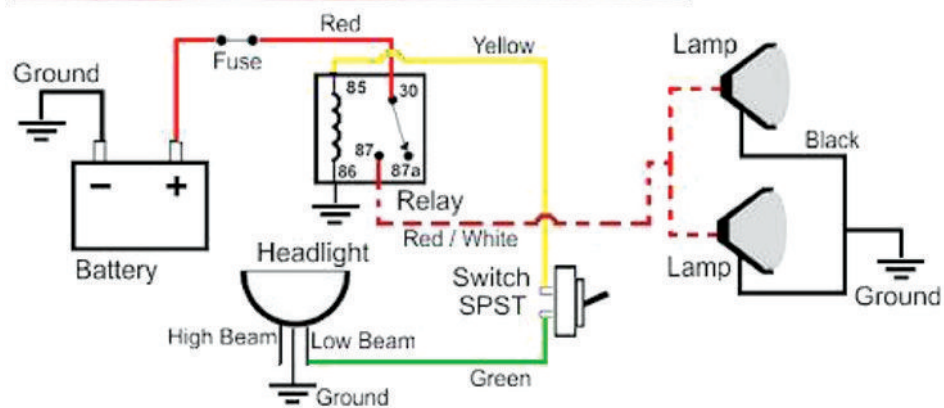 Red
Fuse
Yellow
Lamp
Ground
85
30
87
86
87a
Relay
Black
Red / White
Battery
Headlight
Switch
SPST
Lamp
Ground
High Beam
Low Beam
Green
Ground